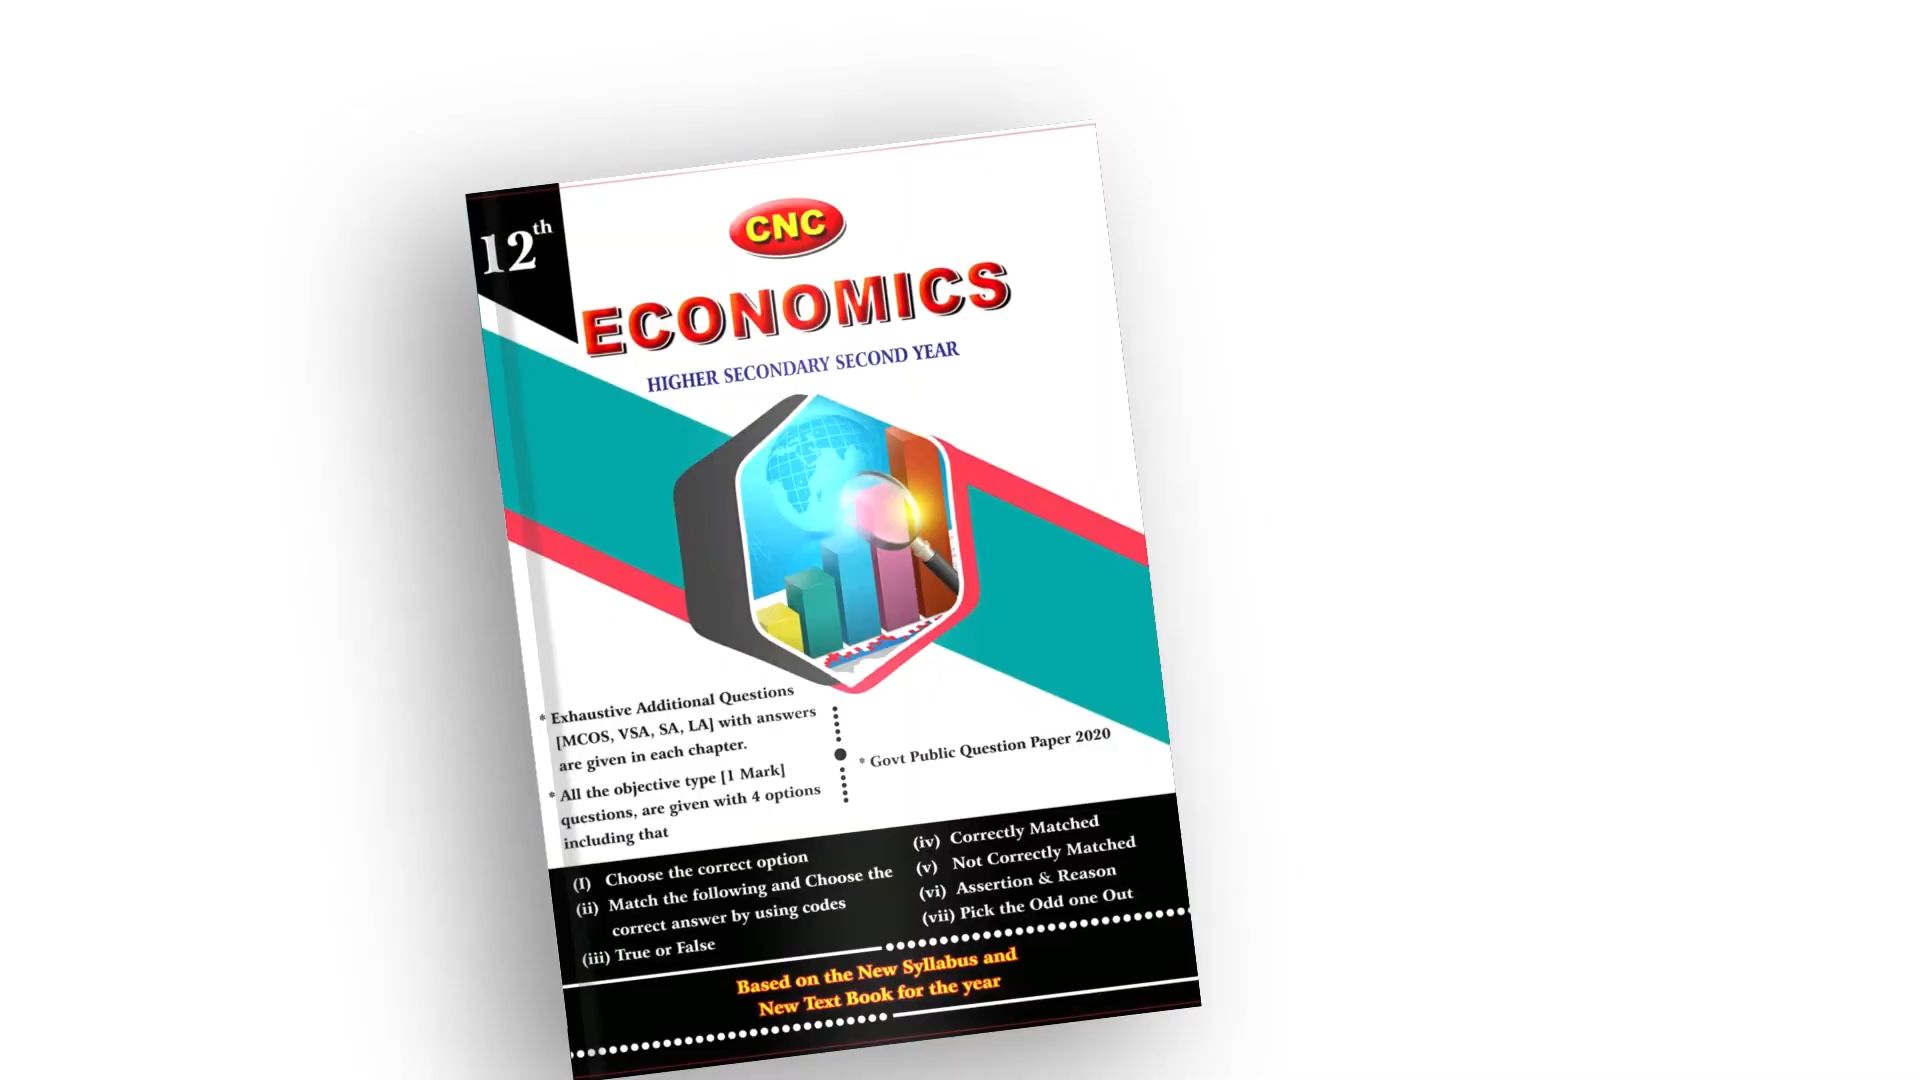 12th
CNC
ECONOMICS
HIGHER SECONDARY SECOND YEAR
* Exhaustive Additional Questions
[MCOS, VSA, SA, LA] with answers
are given in each chapter.
* All the objective type [1 Mark]
questions, are given with 4 options
including that
* Govt Public Question Paper 2020
(I) Choose the correct option
(ii) Match the following and Choose the
correct answer by using codes
(iii) True or False
(iv) Correctly Matched
(v) Not Correctly Matched
(vi) Assertion & Reason
(vii) Pick the Odd one Out
Based on the New Syllabus and
New Text Book for the year